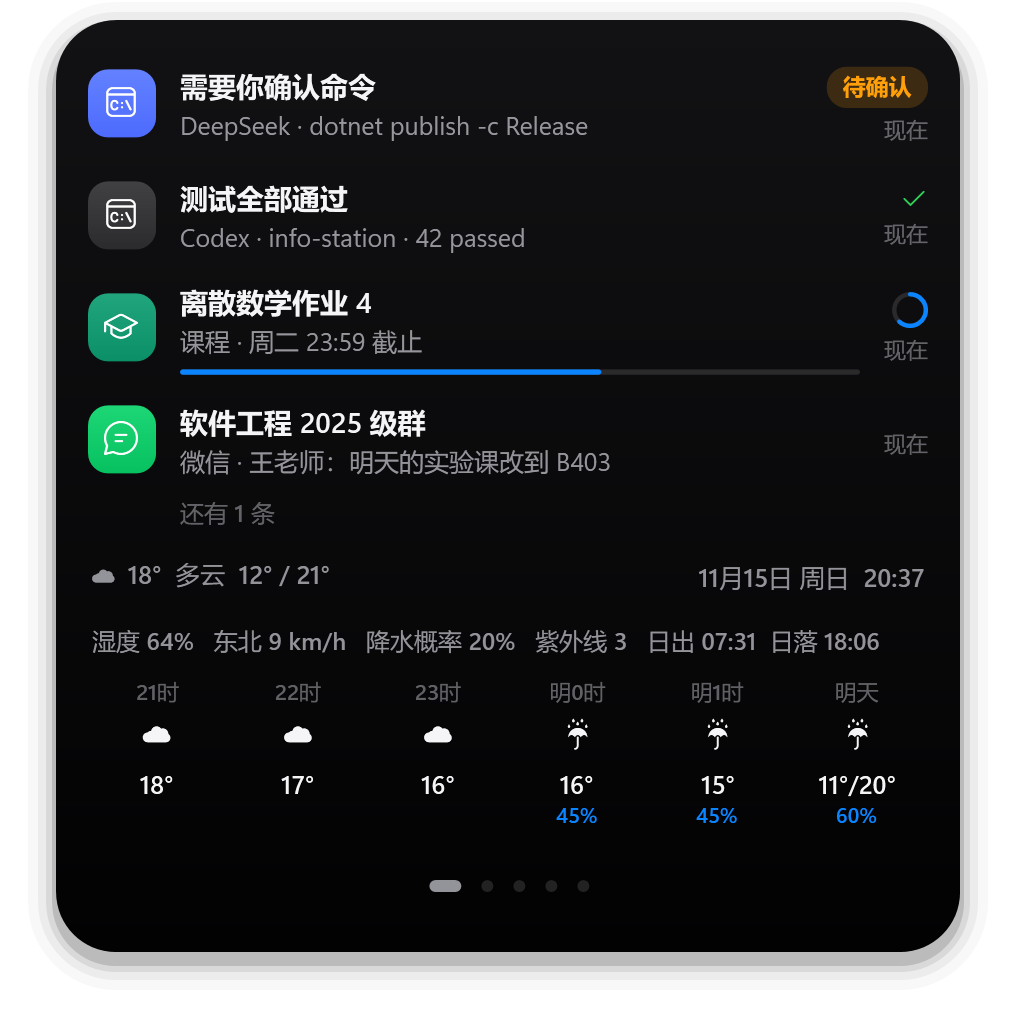 C:\ 需要你确认命令 待确认
DeepSeek · dotnet publish -c Release 现在
C:\ 测试全部通过
Codex · info-station · 42 passed 现在
离散数学作业 4
课程 · 周二 23:59 截止 现在
软件工程 2025 级群 现在
微信 · 王老师：明天的实验课改到 B403
还有 1 条
18° 多云 12° / 21° 11月15日 周日 20:37
湿度 64% 东北 9 km/h 降水概率 20% 紫外线 3 日出 07:31 日落 18:06
21时 22时 23时 明0时 明1时 明天
18° 17° 16° 16° 15° 11°/20°
45% 45% 60%